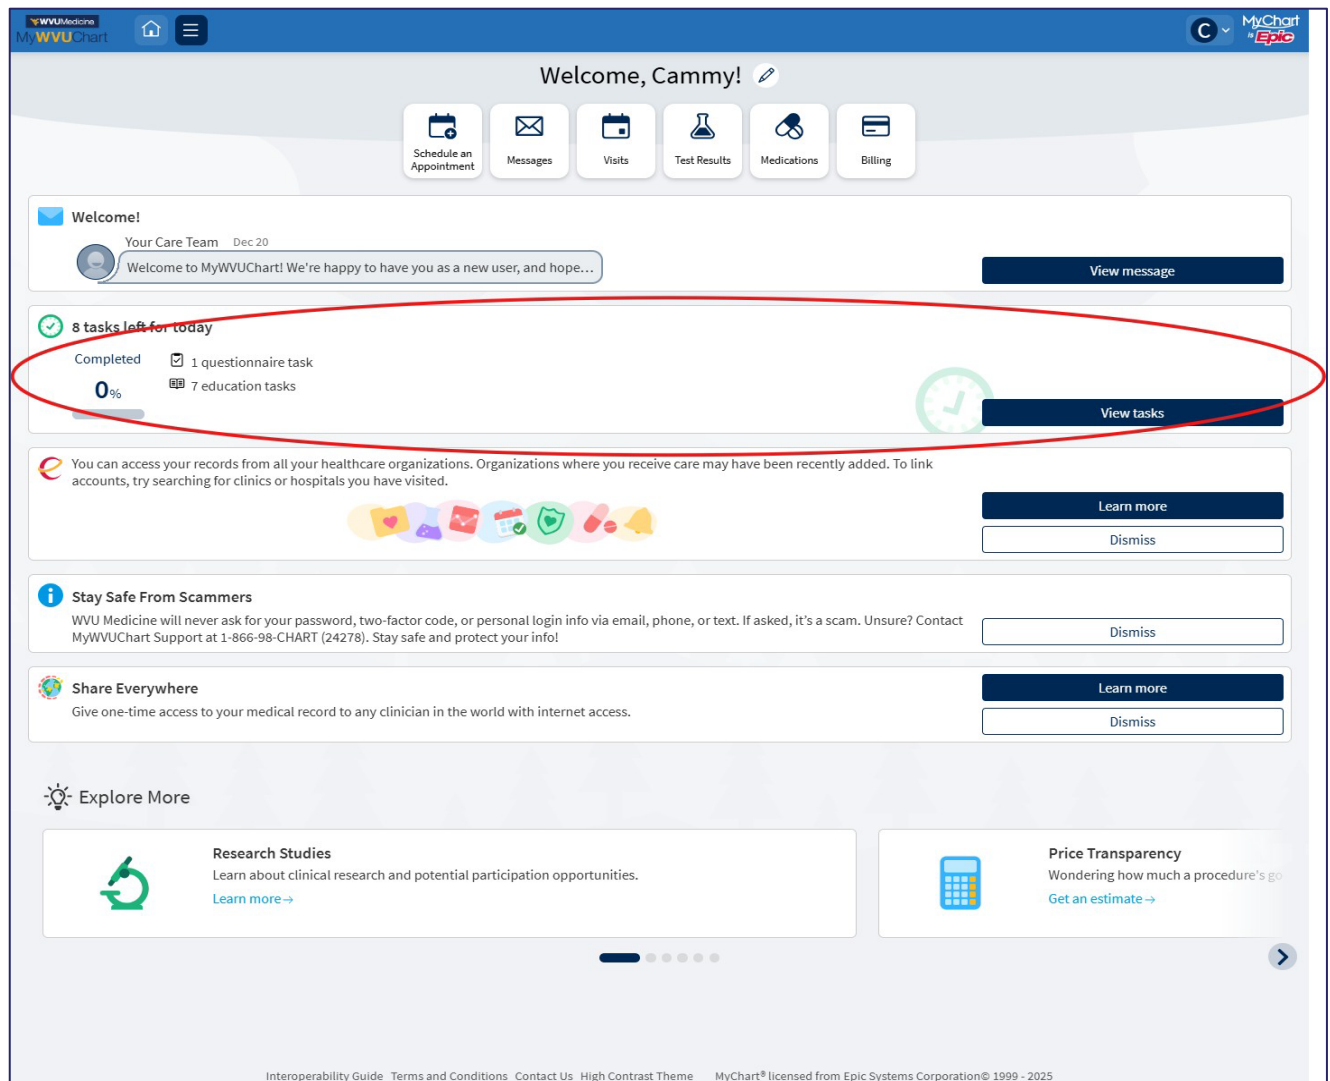 WVUMedicine
MyWVUChart
C
MyChart
is Epic
Welcome, Cammy!
Schedule an
Appointment
Messages
Visits
Test Results
Medications
Billing
Welcome!
Your Care Team Dec 20
Welcome to MyWVUChart! We're happy to have you as a new user, and hope...
View message
8 tasks left for today
Completed
0%
1 questionnaire task
7 education tasks
View tasks
You can access your records from all your healthcare organizations. Organizations where you receive care may have been recently added. To link
accounts, try searching for clinics or hospitals you have visited.
Learn more
Dismiss
Stay Safe From Scammers
WVU Medicine will never ask for your password, two-factor code, or personal login info via email, phone, or text. If asked, it's a scam. Unsure? Contact
MyWVUChart Support at 1-866-98-CHART (24278). Stay safe and protect your info!
Dismiss
Share Everywhere
Give one-time access to your medical record to any clinician in the world with internet access.
Learn more
Dismiss
Explore More
Research Studies
Learn about clinical research and potential participation opportunities.
Learn more→
Price Transparency
Wondering how much a procedure's go
Get an estimate→
Interoperability Guide Terms and Conditions Contact Us High Contrast Theme MyChart® licensed from Epic Systems Corporation© 1999 - 2025